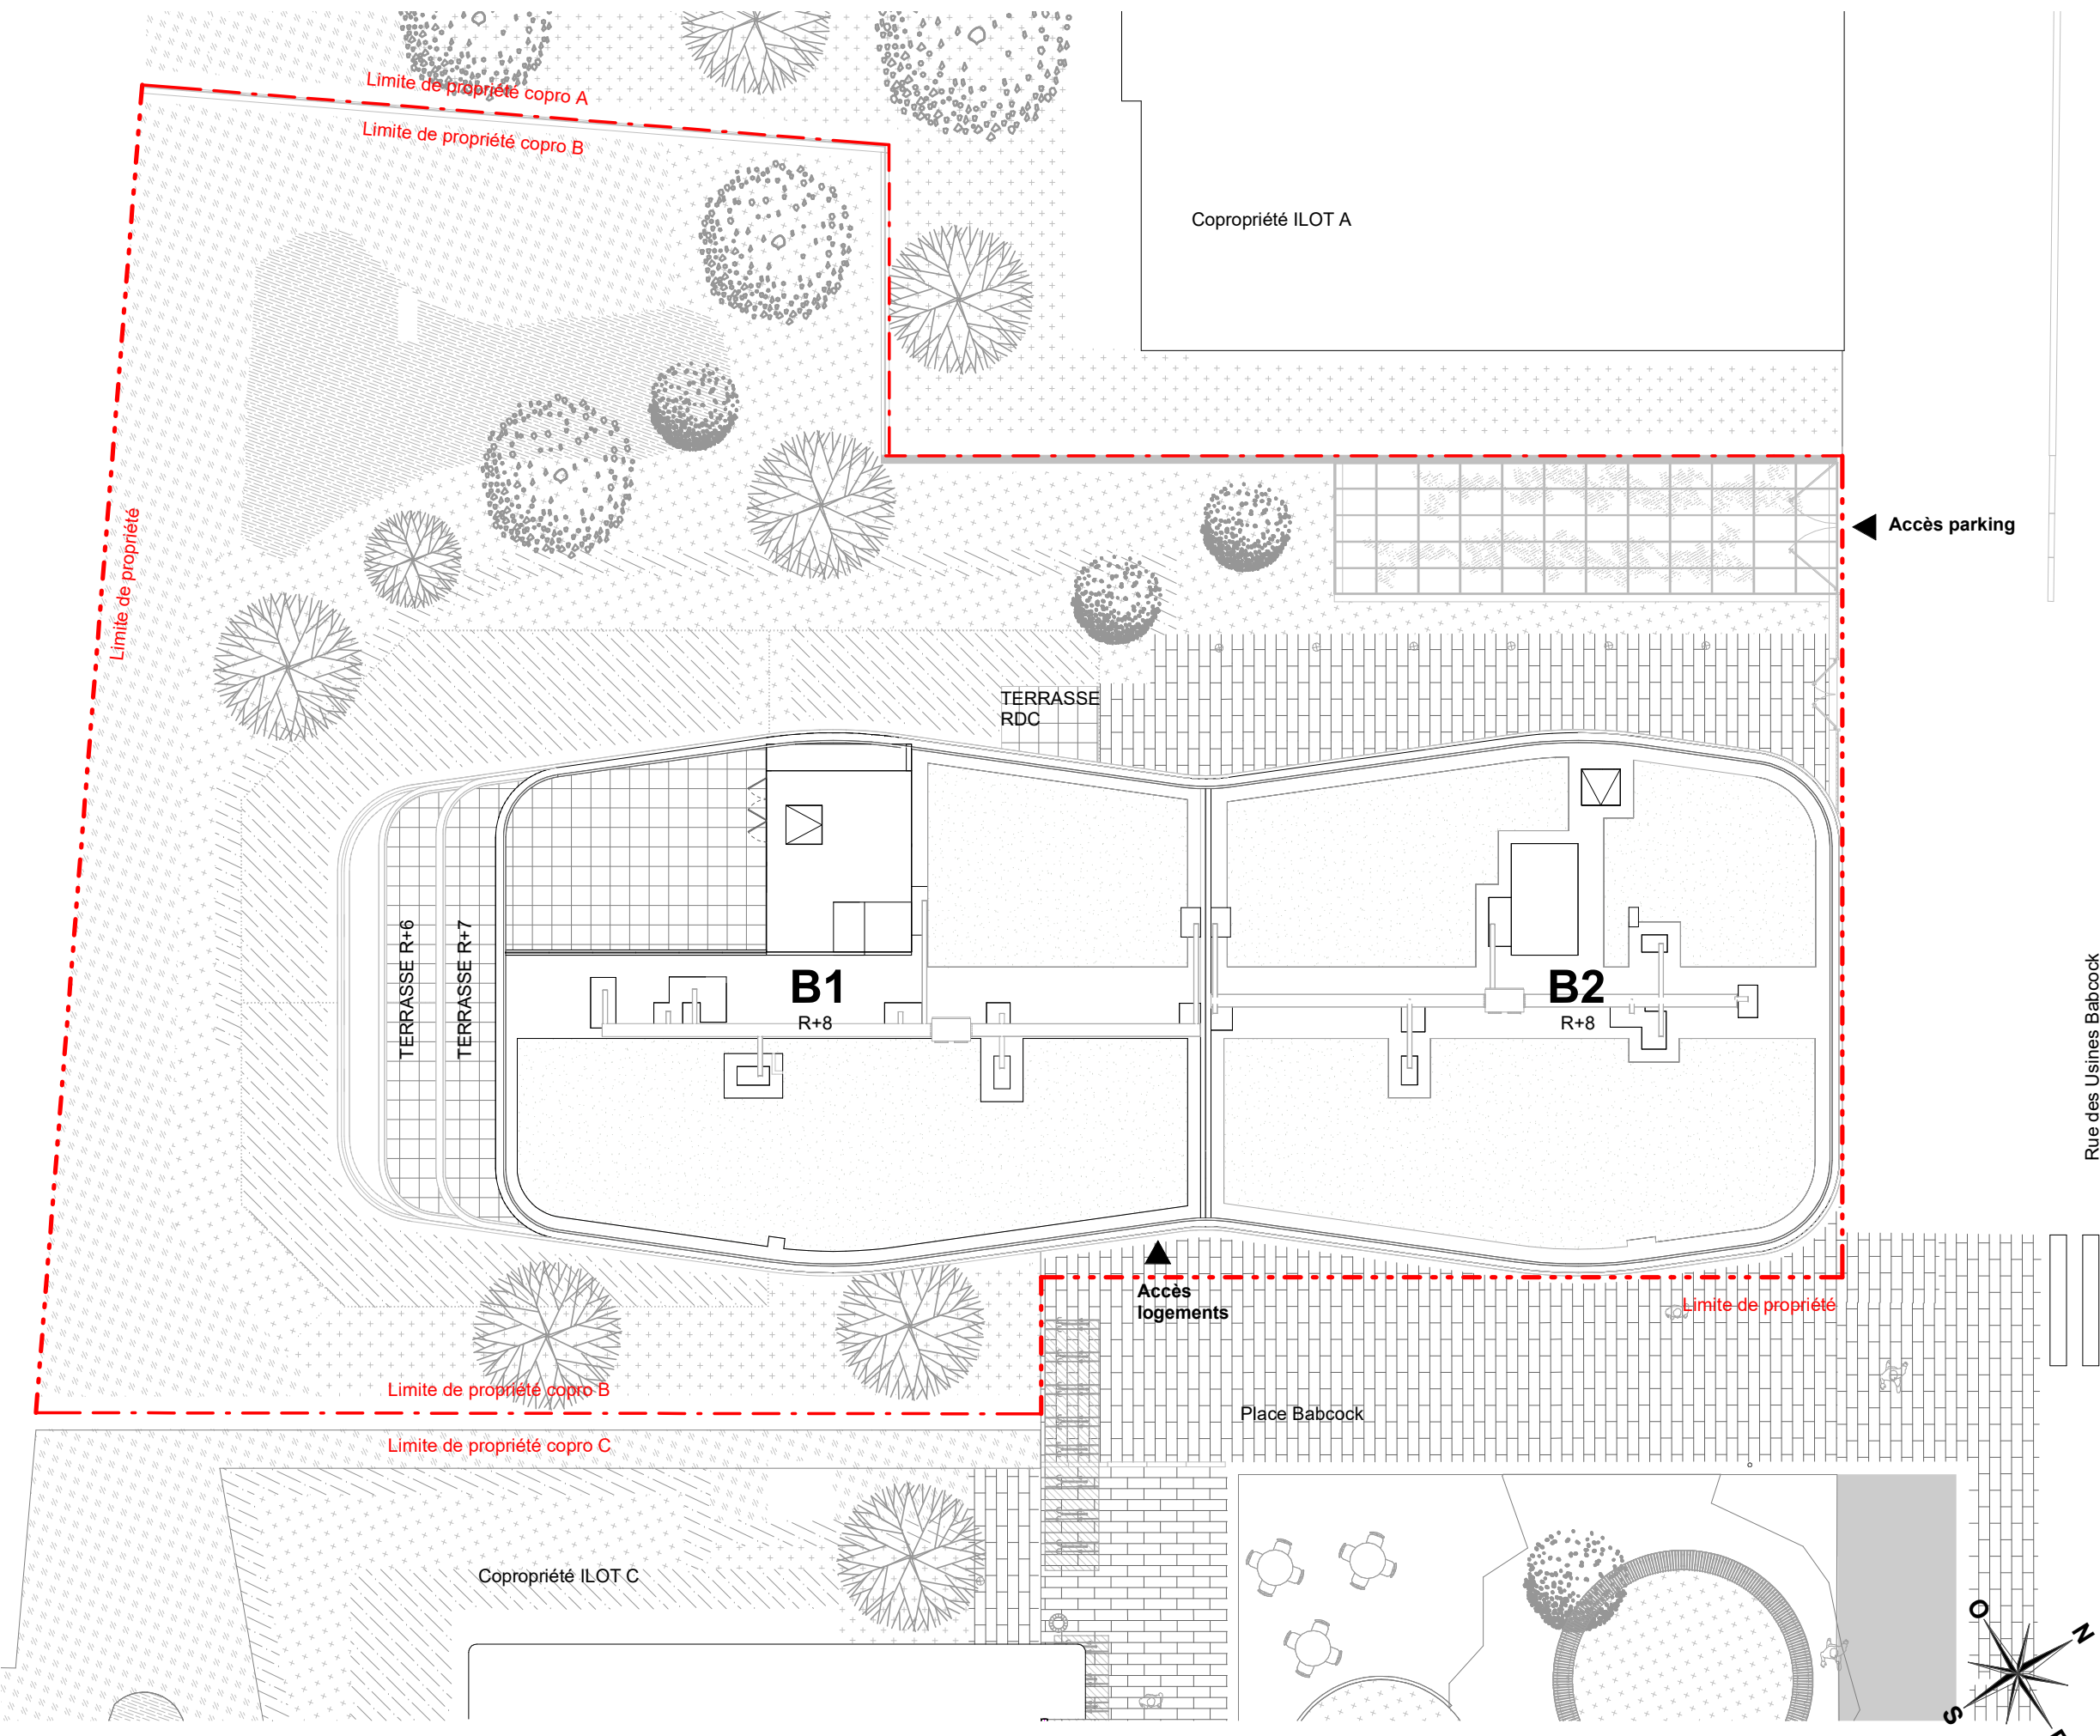 Limite de propriété copro A
Limite de propriété copro B
Copropriété ILOT A
Limite de propriété
Accès parking
TERRASSE
RDC
TERRASSE R+6
TERRASSE R+7
B1
R+8
B2
R+8
Rue des Usines Babcock
Accès
logements
Limite de propriété
Limite de propriété copro B
Place Babcock
Limite de propriété copro C
Copropriété ILOT C
O
N
S